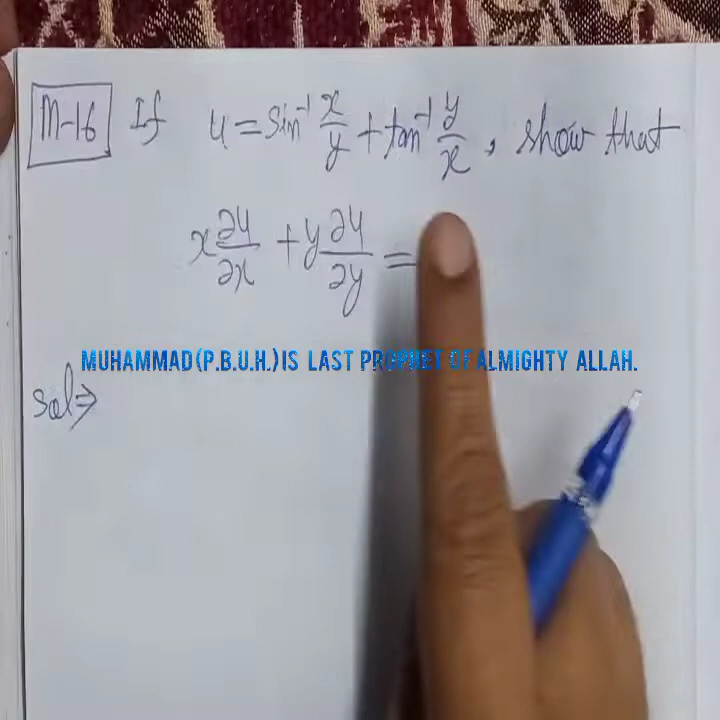 M-16 If u = sin⁻¹ x/y + tan⁻¹ y/x, show that
x ∂u/∂x + y ∂u/∂y =
MUHAMMAD(P.B.U.H.)IS LAST PROPHET OF ALMIGHTY ALLAH.
Sol⇒